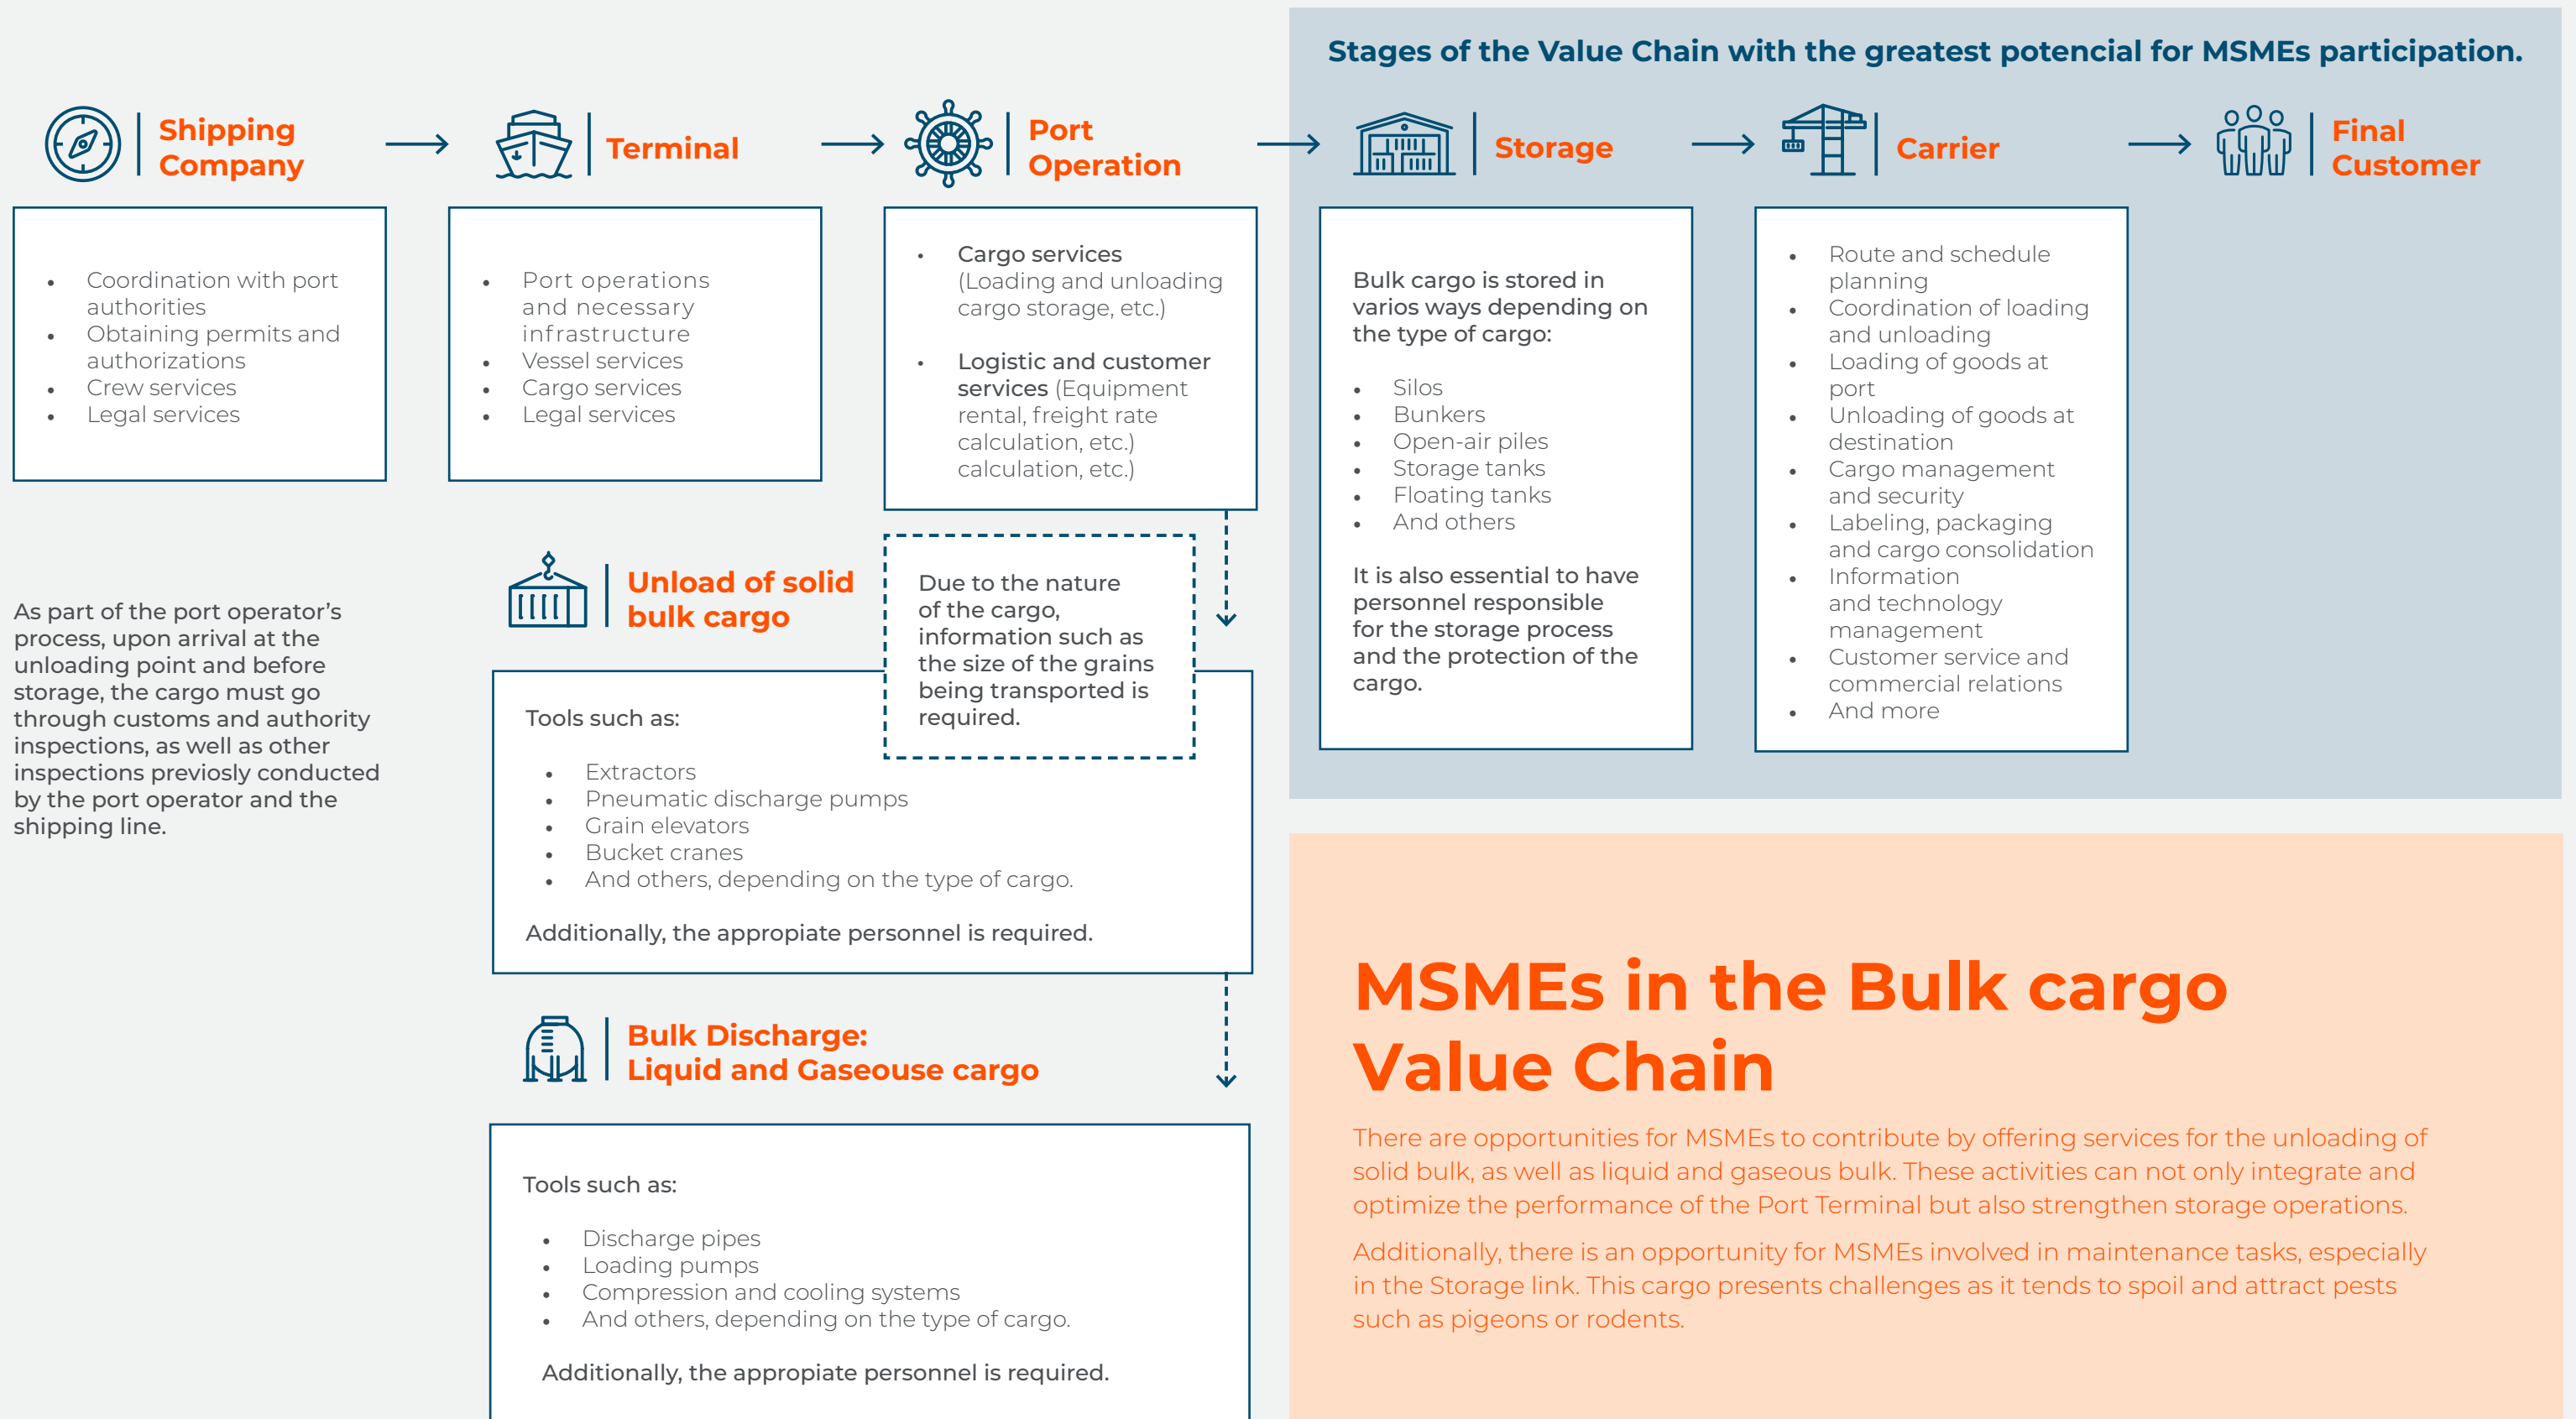 Stages of the Value Chain with the greatest potencial for MSMEs participation.
Shipping
Company
Terminal
Port
Operation
Storage
Carrier
Final
Customer
• Coordination with port
authorities
• Obtaining permits and
authorizations
• Crew services
• Legal services
• Port operations
and necessary
infrastructure
• Vessel services
• Cargo services
• Legal services
• Cargo services
(Loading and unloading
cargo storage, etc.)
• Logistic and customer
services (Equipment
rental, freight rate
calculation, etc.)
calculation, etc.)
Bulk cargo is stored in
varios ways depending on
the type of cargo:
• Silos
• Bunkers
• Open-air piles
• Storage tanks
• Floating tanks
• And others
It is also essential to have
personnel responsible
for the storage process
and the protection of the
cargo.
• Route and schedule
planning
• Coordination of loading
and unloading
• Loading of goods at
port
• Unloading of goods at
destination
• Cargo management
and security
• Labeling, packaging
and cargo consolidation
• Information
and technology
management
• Customer service and
commercial relations
• And more
As part of the port operator’s
process, upon arrival at the
unloading point and before
storage, the cargo must go
through customs and authority
inspections, as well as other
inspections previosly conducted
by the port operator and the
shipping line.
Unload of solid
bulk cargo
Due to the nature
of the cargo,
information such as
the size of the grains
being transported is
required.
Tools such as:
• Extractors
• Pneumatic discharge pumps
• Grain elevators
• Bucket cranes
• And others, depending on the type of cargo.
Additionally, the appropiate personnel is required.
Bulk Discharge:
Liquid and Gaseouse cargo
Tools such as:
• Discharge pipes
• Loading pumps
• Compression and cooling systems
• And others, depending on the type of cargo.
Additionally, the appropiate personnel is required.
MSMEs in the Bulk cargo
Value Chain
There are opportunities for MSMEs to contribute by offering services for the unloading of
solid bulk, as well as liquid and gaseous bulk. These activities can not only integrate and
optimize the performance of the Port Terminal but also strengthen storage operations.
Additionally, there is an opportunity for MSMEs involved in maintenance tasks, especially
in the Storage link. This cargo presents challenges as it tends to spoil and attract pests
such as pigeons or rodents.